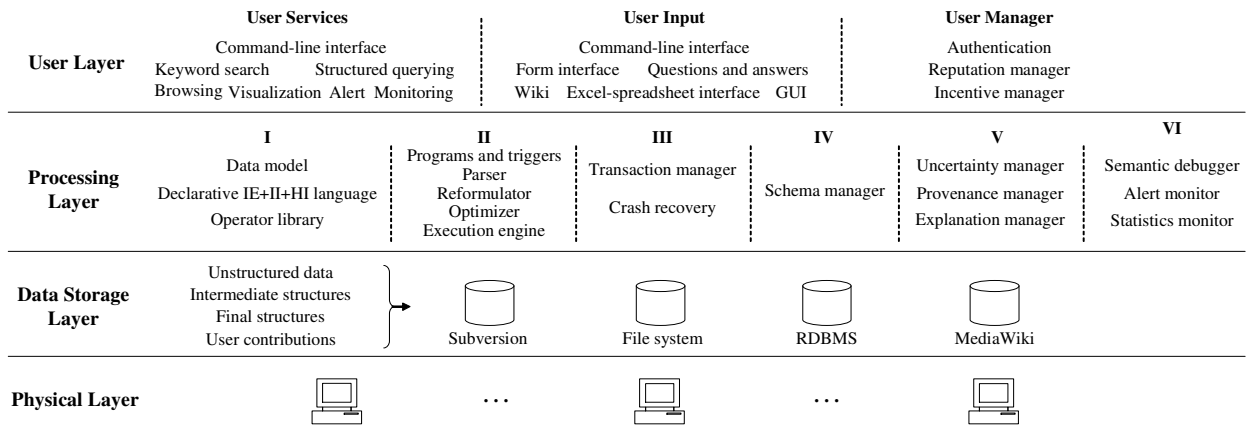 User Services
User Input
User Manager
User Layer
Command-line interface
Keyword search Structured querying
Browsing Visualization Alert Monitoring
Command-line interface
Form interface Questions and answers
Wiki Excel-spreadsheet interface GUI
Authentication
Reputation manager
Incentive manager
Processing
Layer
I
Data model
Declarative IE+II+HI language
Operator library
II
Programs and triggers
Parser
Reformulator
Optimizer
Execution engine
III
Transaction manager
Crash recovery
IV
Schema manager
V
Uncertainty manager
Provenance manager
Explanation manager
VI
Semantic debugger
Alert monitor
Statistics monitor
Data Storage
Layer
Unstructured data
Intermediate structures
Final structures
User contributions
Subversion
File system
RDBMS
MediaWiki
Physical Layer
...
...